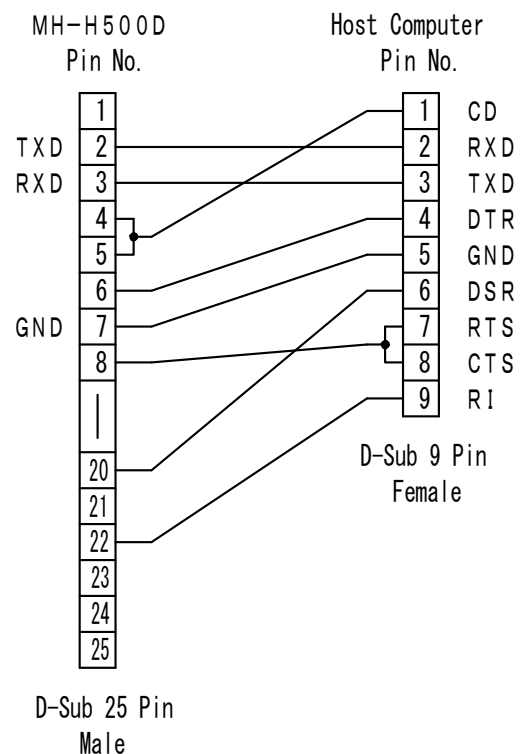 MH-H500D
Pin No.
Host Computer
Pin No.
1
TXD 2
RXD 3
4
5
6
GND 7
8
20
21
22
23
24
25
D-Sub 25 Pin
Male
1 CD
2 RXD
3 TXD
4 DTR
5 GND
6 DSR
7 RTS
8 CTS
9 RI
D-Sub 9 Pin
Female